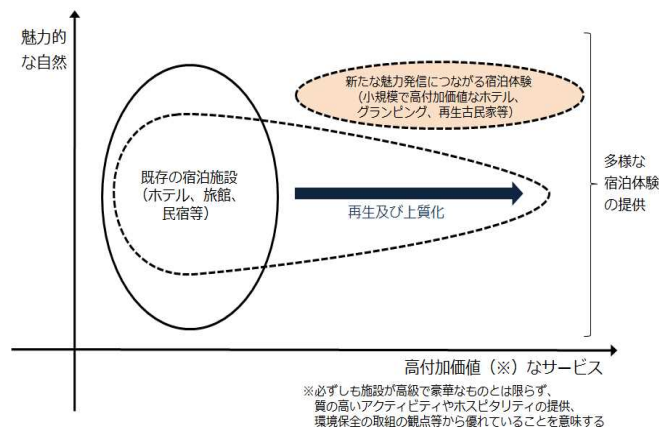 魅力的
な自然
新たな魅力発信につながる宿泊体験
(小規模で高付加価値なホテル、
グランピング、再生古民家等)
既存の宿泊施設
(ホテル、旅館、
民宿等)
再生及び上質化
多様な
宿泊体験
の提供
高付加価値(※)なサービス
※必ずしも施設が高級で豪華なものとは限らず、
質の高いアクティビティやホスピタリティの提供、
環境保全の取組の観点等から優れていることを意味する